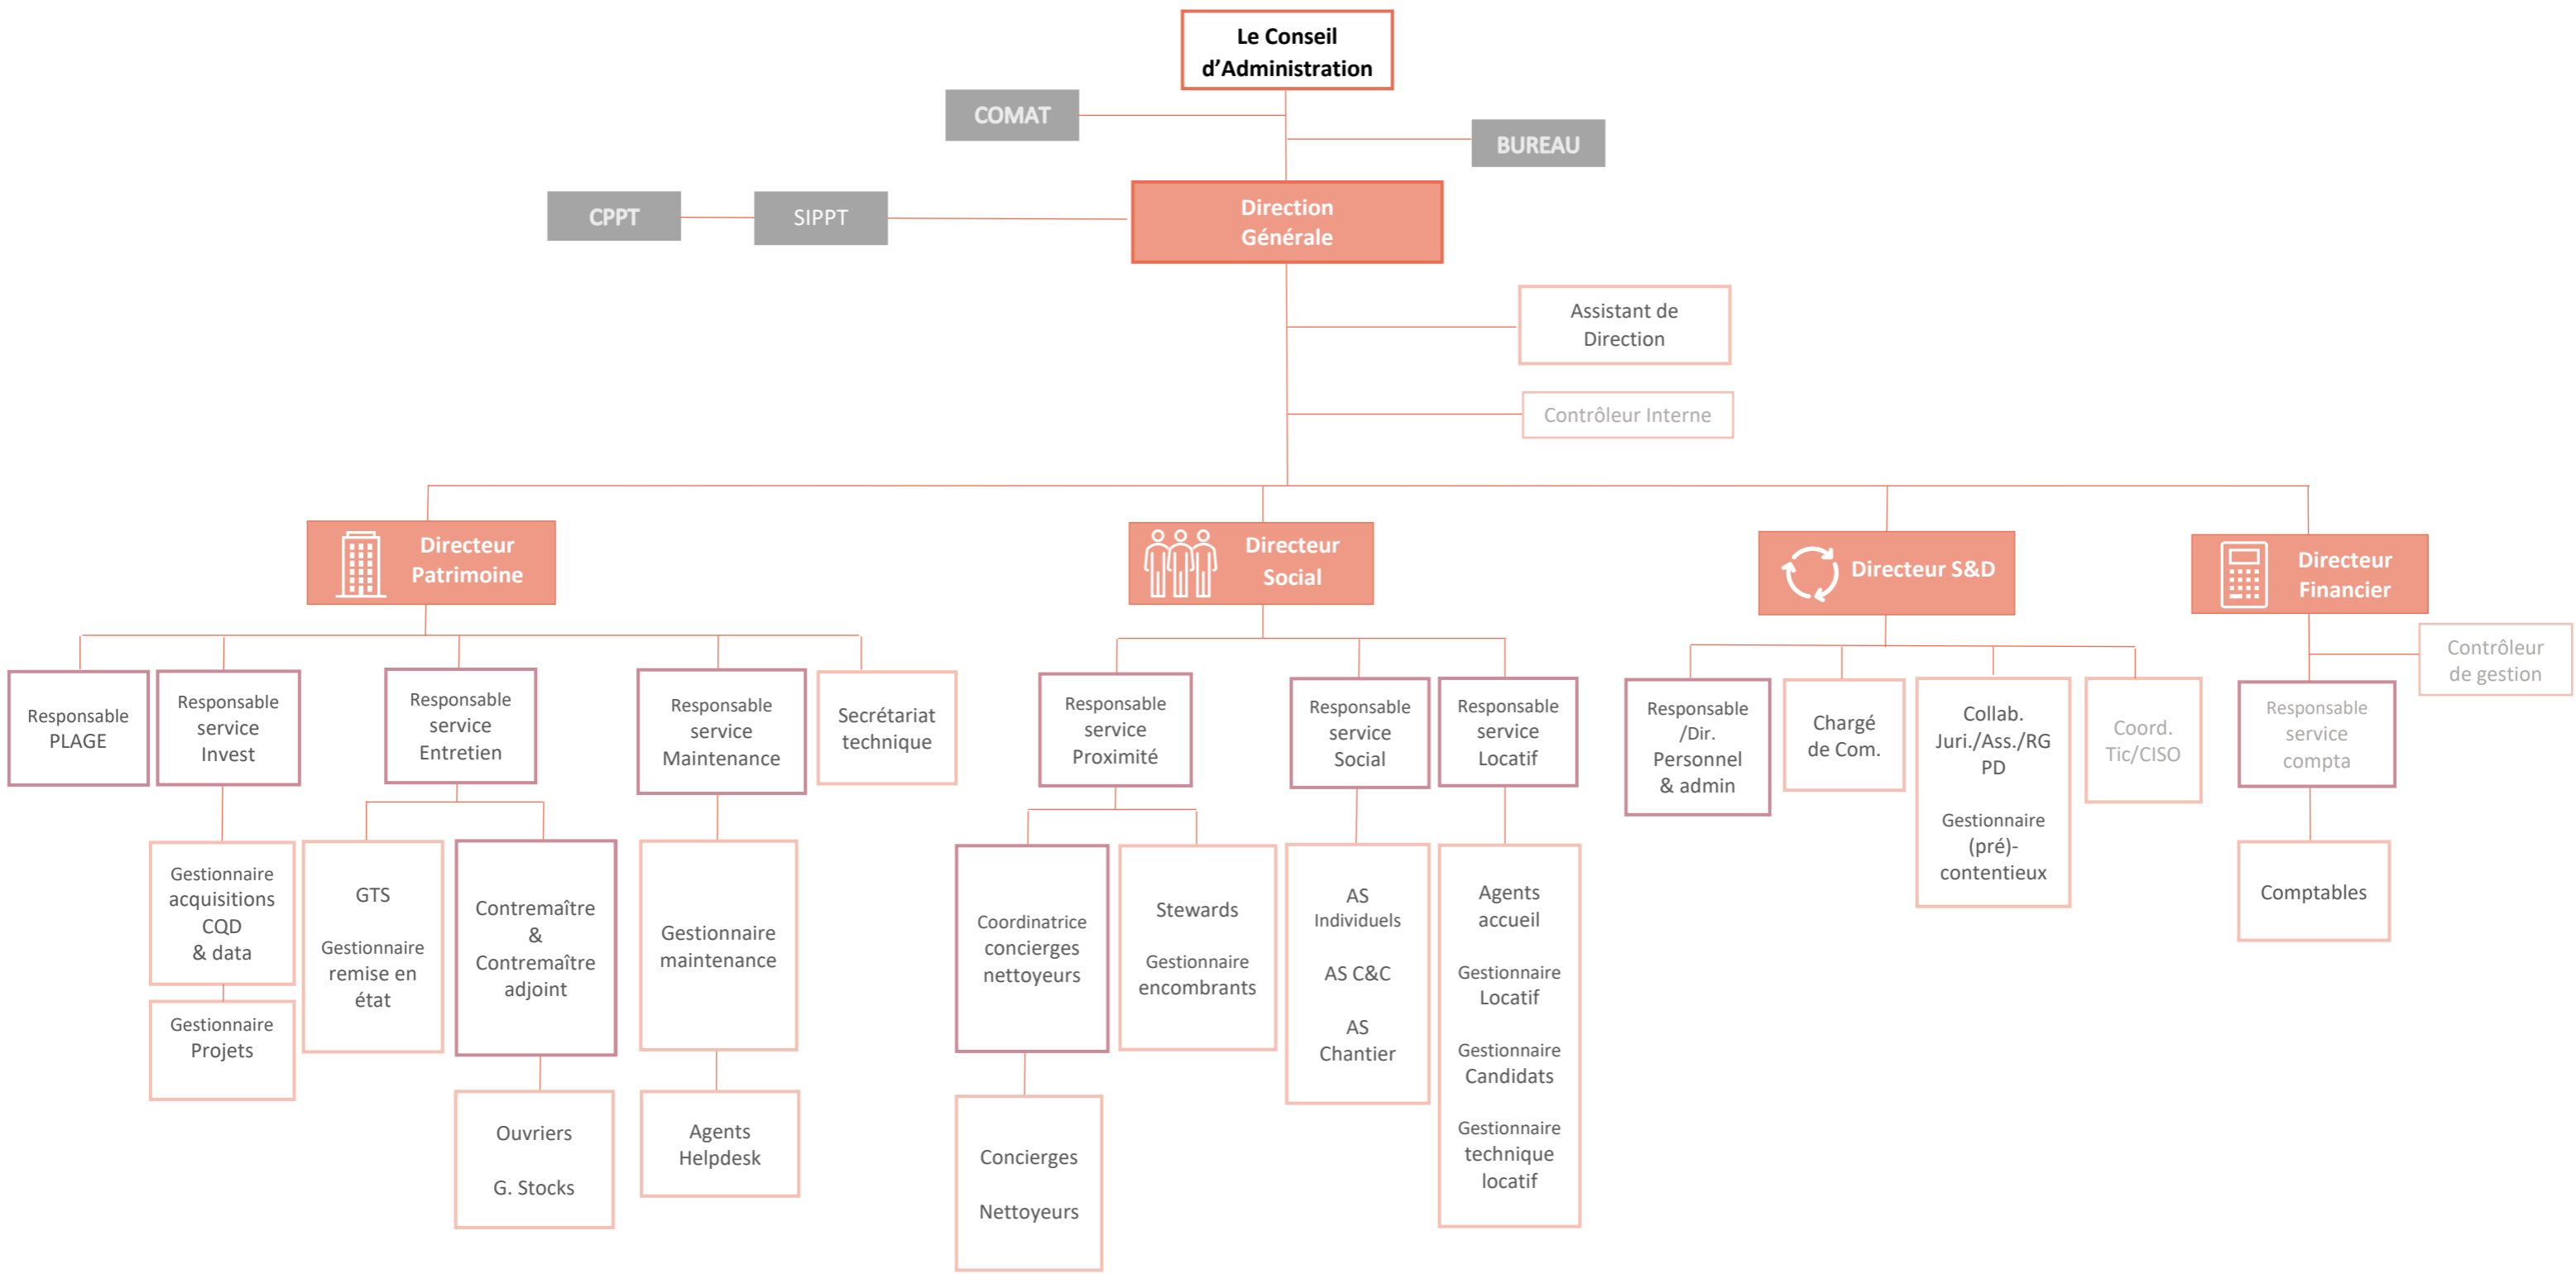 Le Conseil
d’Administration
COMAT
BUREAU
CPPT
SIPPT
Direction
Générale
Assistant de
Direction
Contrôleur Interne
Directeur
Patrimoine
Directeur
Social
Directeur S&D
Directeur
Financier
Contrôleur
de gestion
Responsable
PLAGE
Responsable
service
Invest
Responsable
service
Entretien
Responsable
service
Maintenance
Secrétariat
technique
Responsable
service
Proximité
Responsable
service
Social
Responsable
service
Locatif
Responsable
/Dir.
Personnel
& admin
Chargé
de Com.
Collab.
Juri./Ass./RG
PD
Gestionnaire
(pré)-
contentieux
Coord.
Tic/CISO
Responsable
service
compta
Gestionnaire
acquisitions
CQD
& data
Gestionnaire
Projets
GTS
Gestionnaire
remise en
état
Contremaître
&
Contremaître
adjoint
Ouvriers
G. Stocks
Gestionnaire
maintenance
Agents
Helpdesk
Coordinatrice
concierges
nettoyeurs
Concierges
Nettoyeurs
Stewards
Gestionnaire
encombrants
AS
Individuels
AS C&C
AS
Chantier
Agents
accueil
Gestionnaire
Locatif
Gestionnaire
Candidats
Gestionnaire
technique
locatif
Comptables